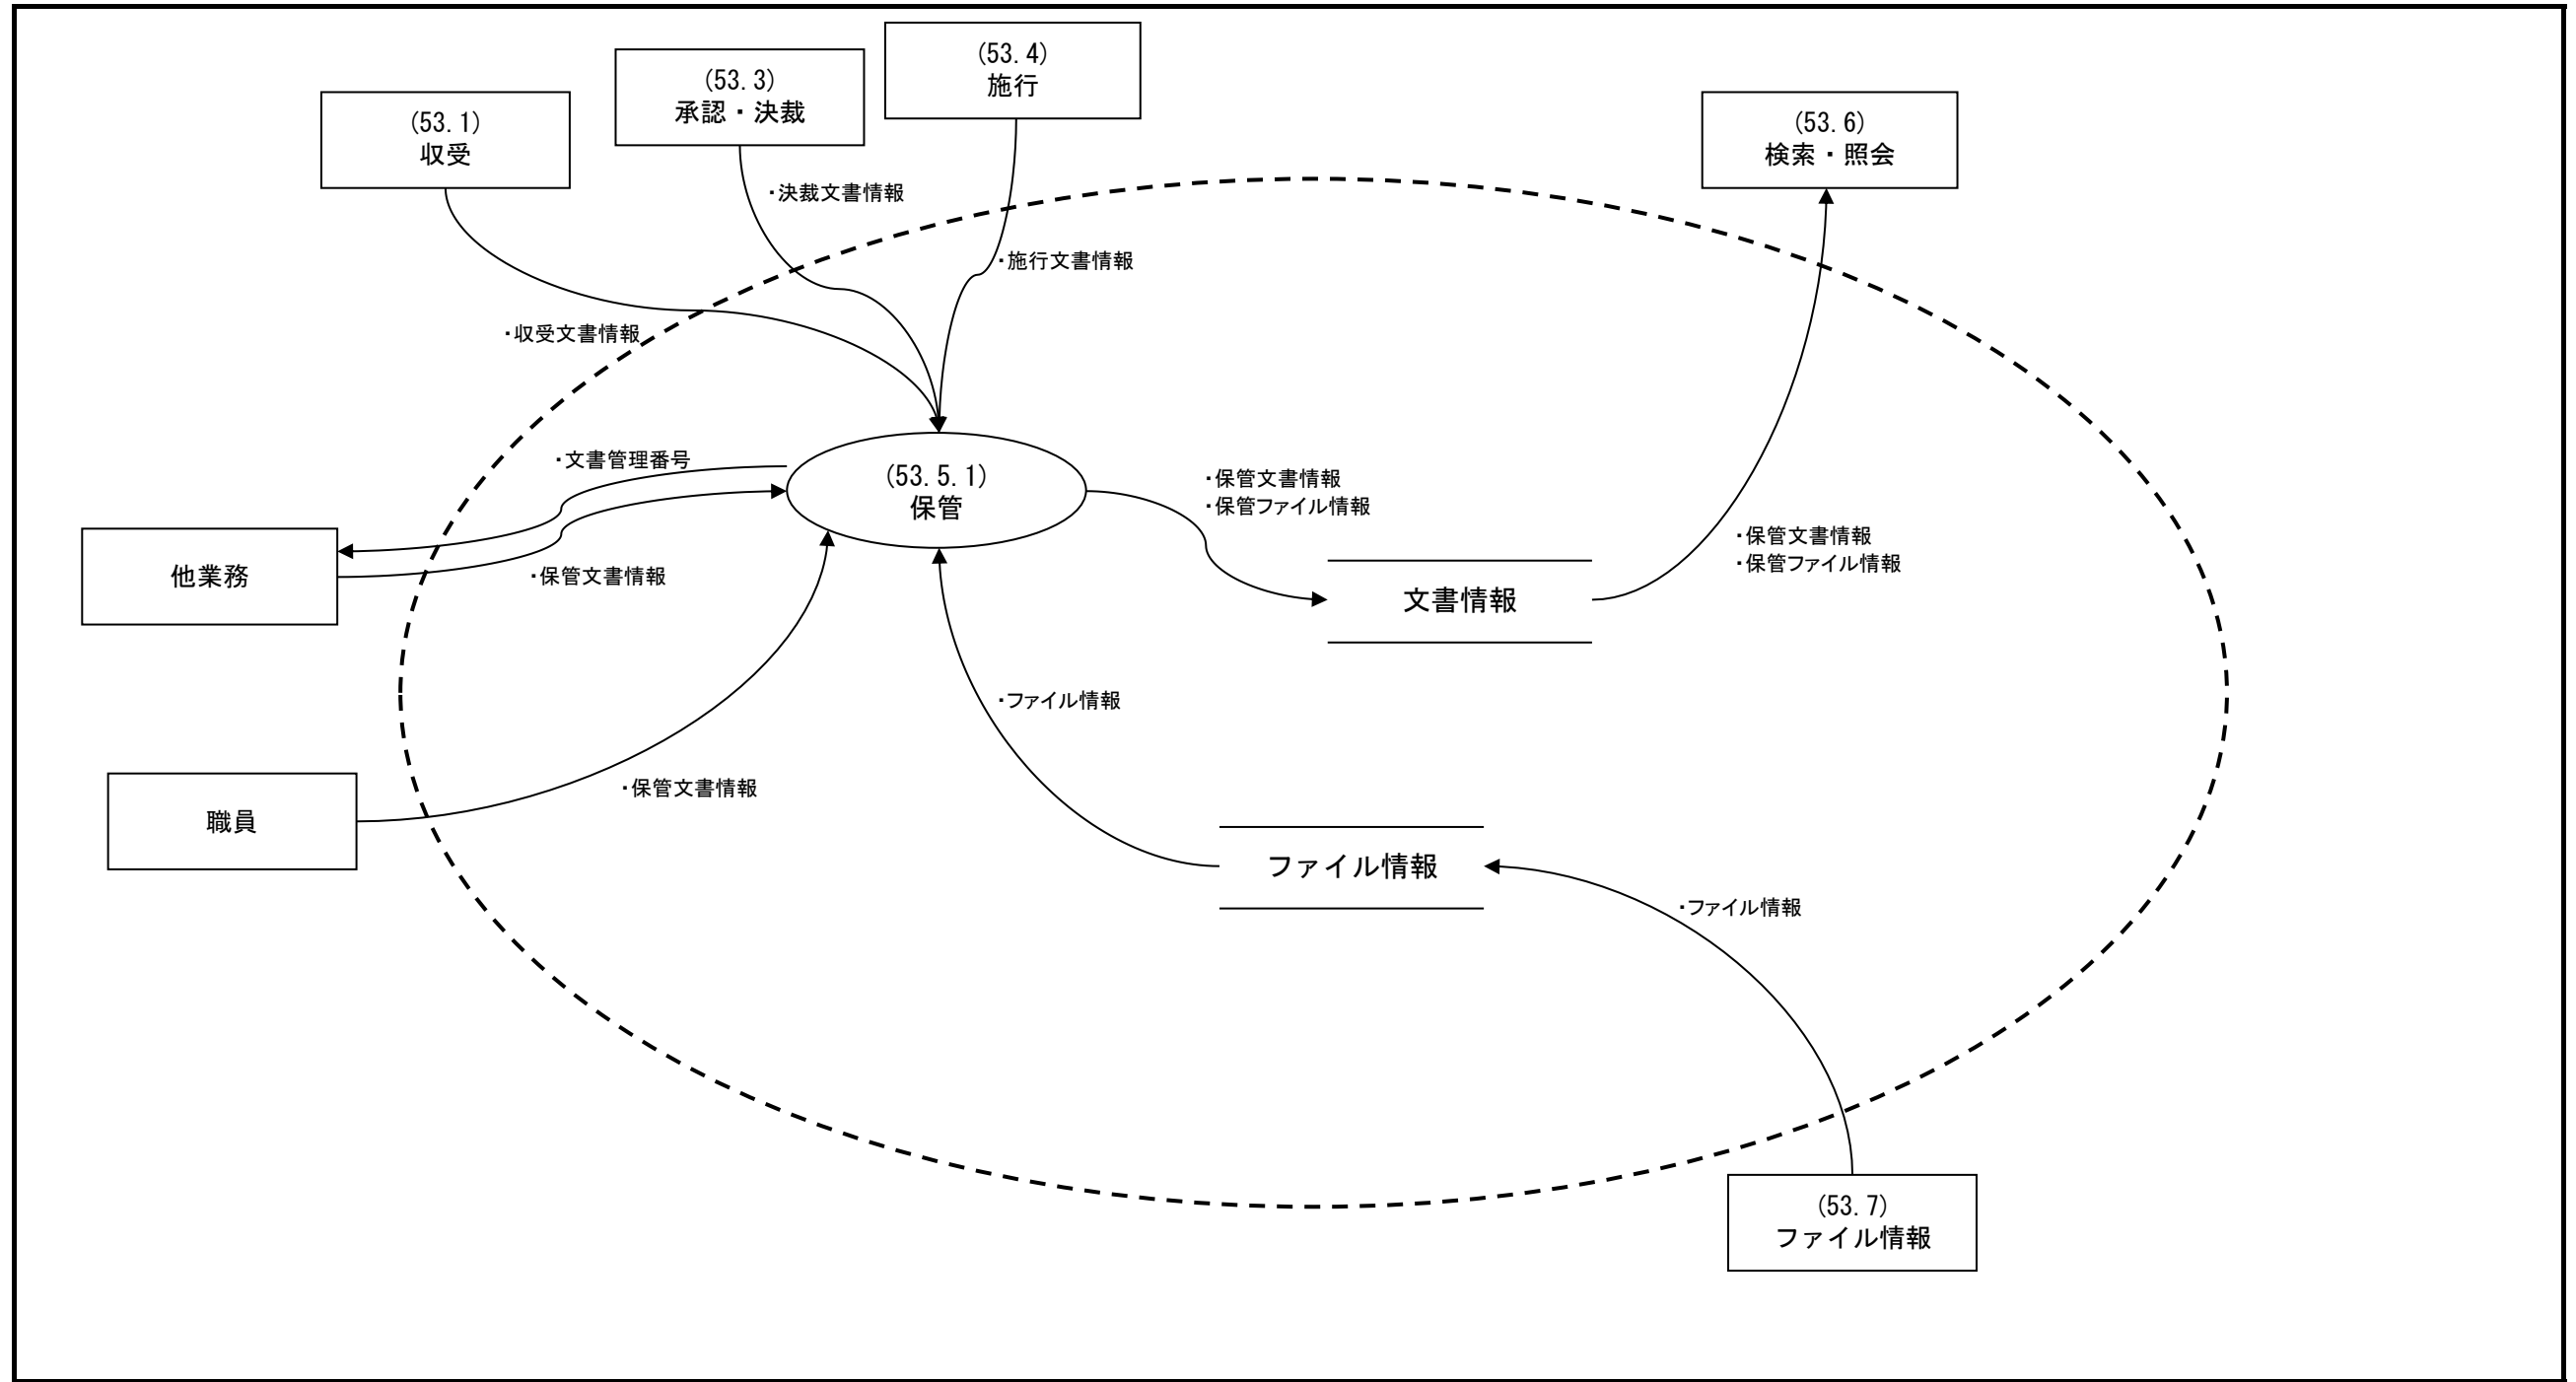 (53.4)
施行
(53.3)
承認・決裁
(53.1)
収受
(53.6)
検索・照会
・決裁文書情報
・施行文書情報
・収受文書情報
・文書管理番号
(53.5.1)
保管
・保管文書情報
・保管ファイル情報
・保管文書情報
・保管ファイル情報
他業務
・保管文書情報
文書情報
・ファイル情報
・保管文書情報
職員
ファイル情報
・ファイル情報
(53.7)
ファイル情報